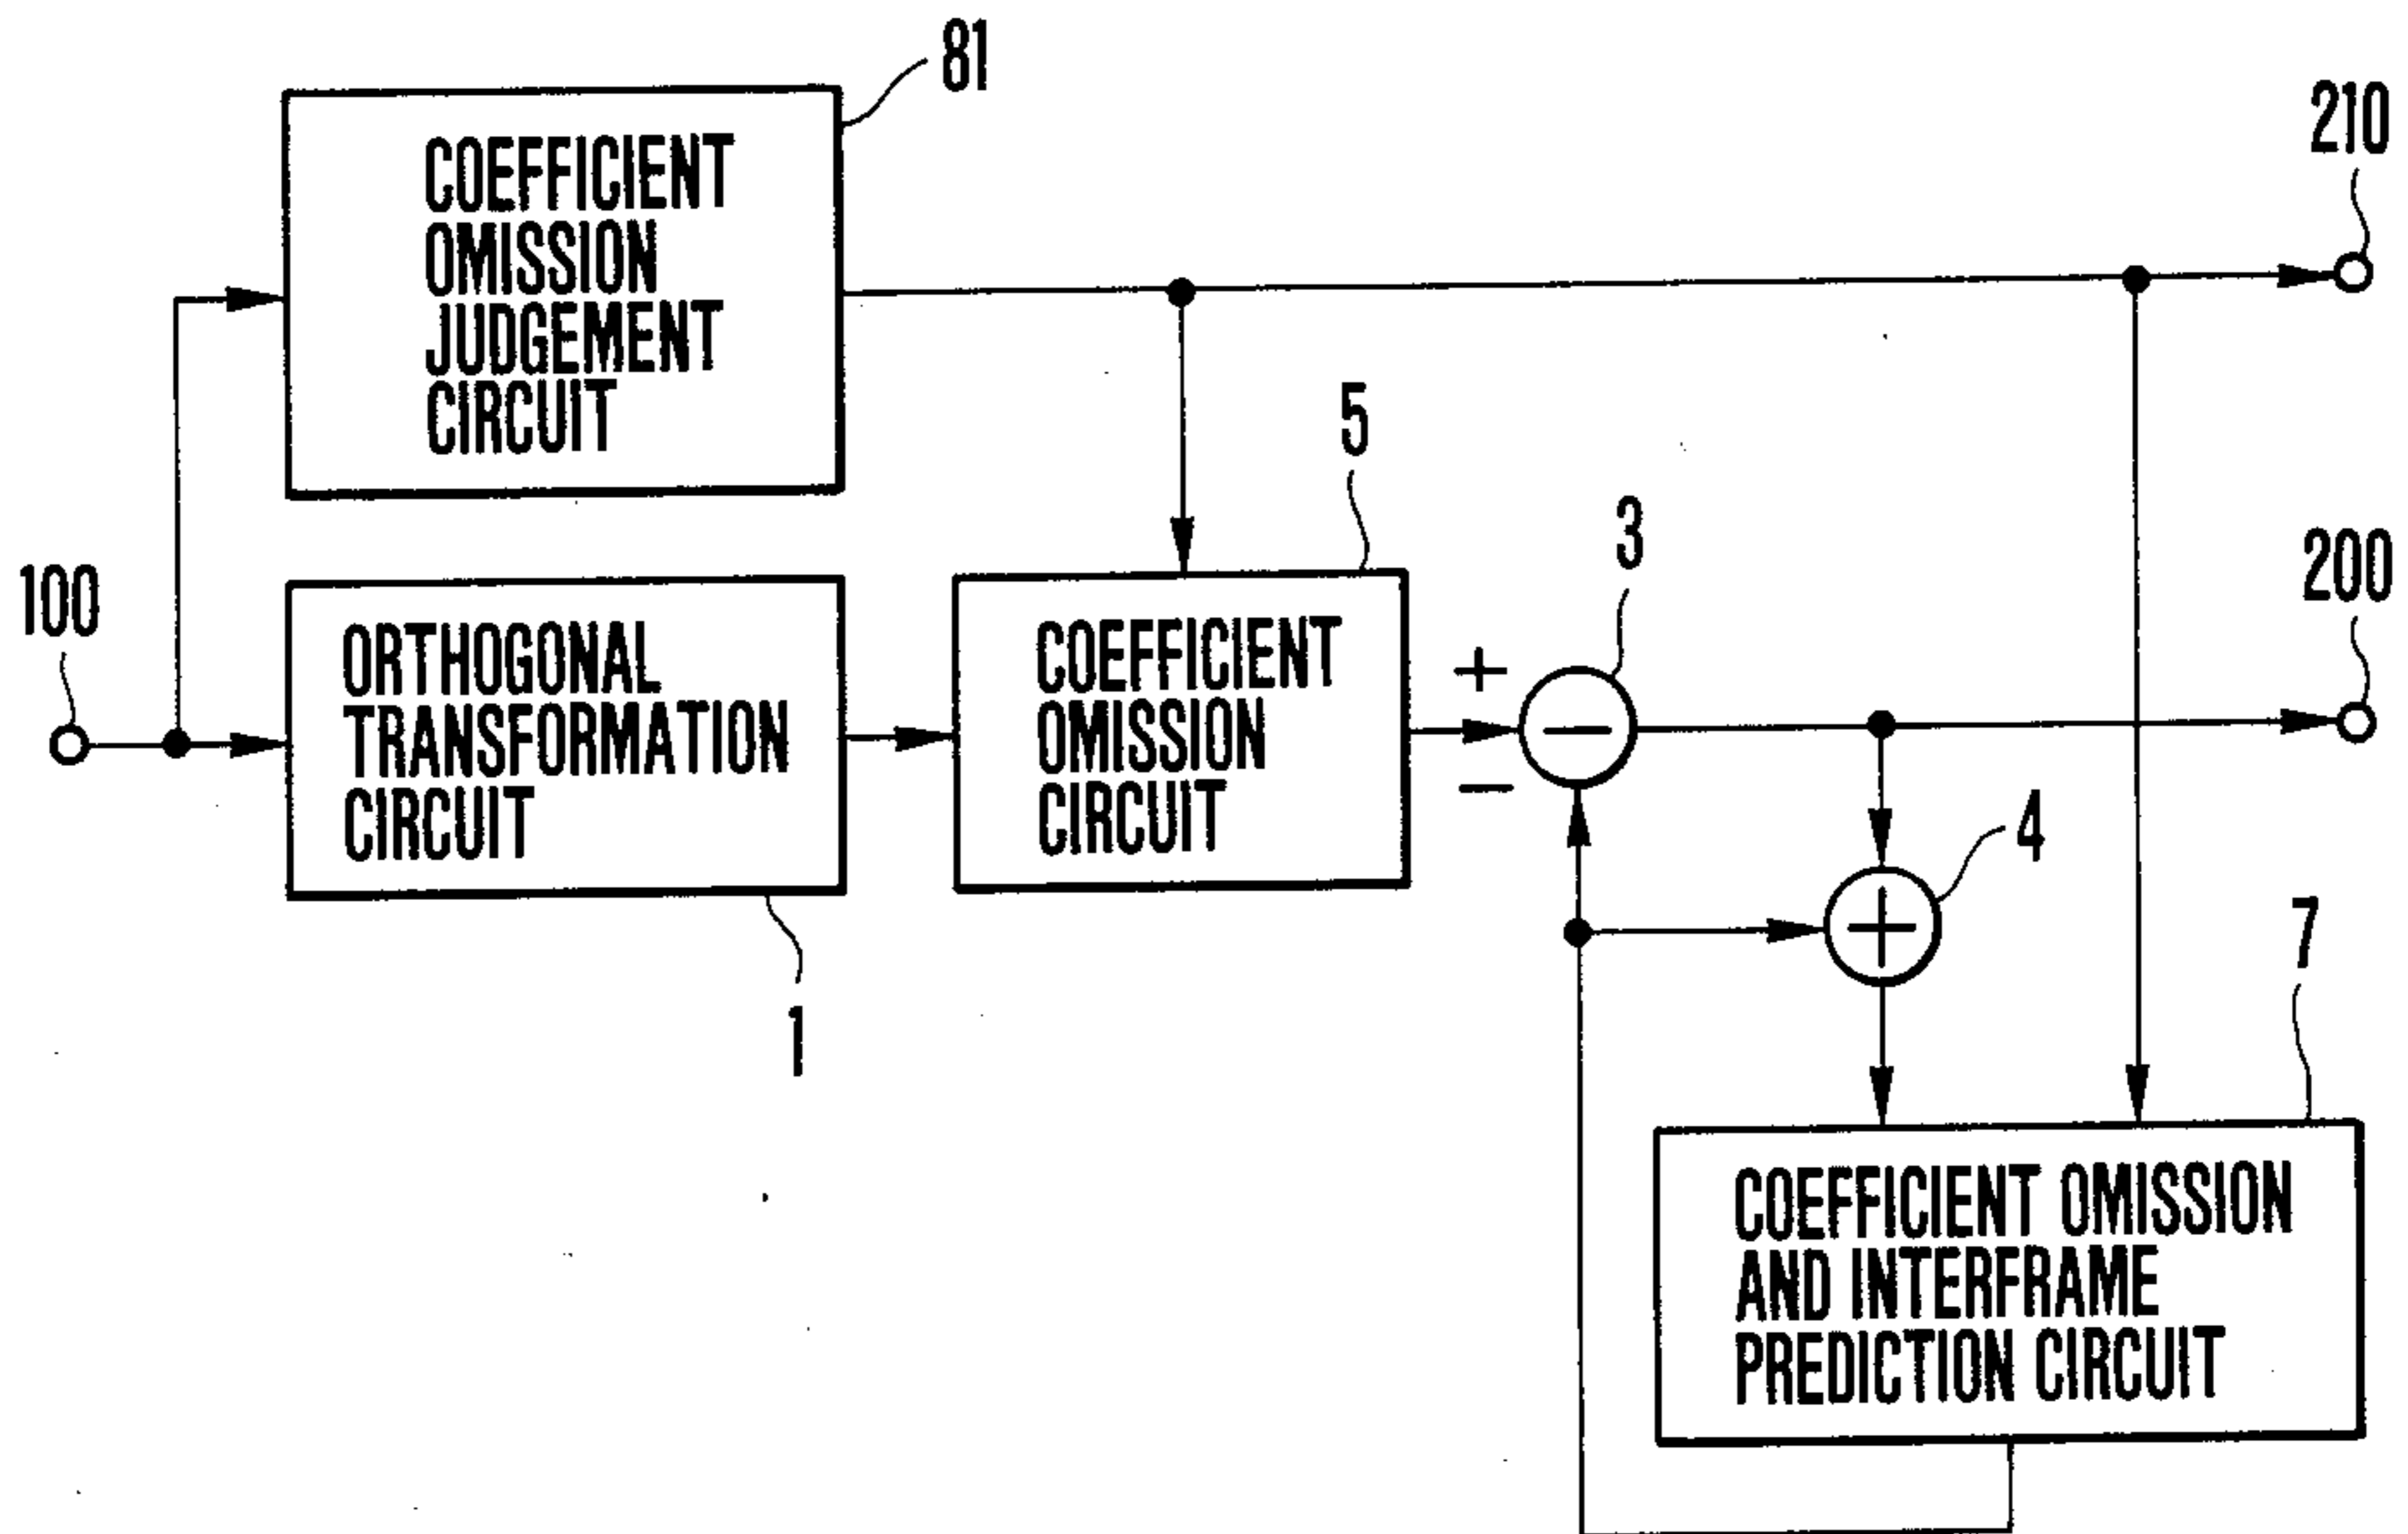 81
COEFFICIENT
OMISSION
JUDGEMENT
CIRCUIT
210
5
3
200
100
ORTHOGONAL
TRANSFORMATION
CIRCUIT
COEFFICIENT
OMISSION
CIRCUIT
+
−
−
4
+
1
7
COEFFICIENT OMISSION
AND INTERFRAME
PREDICTION CIRCUIT